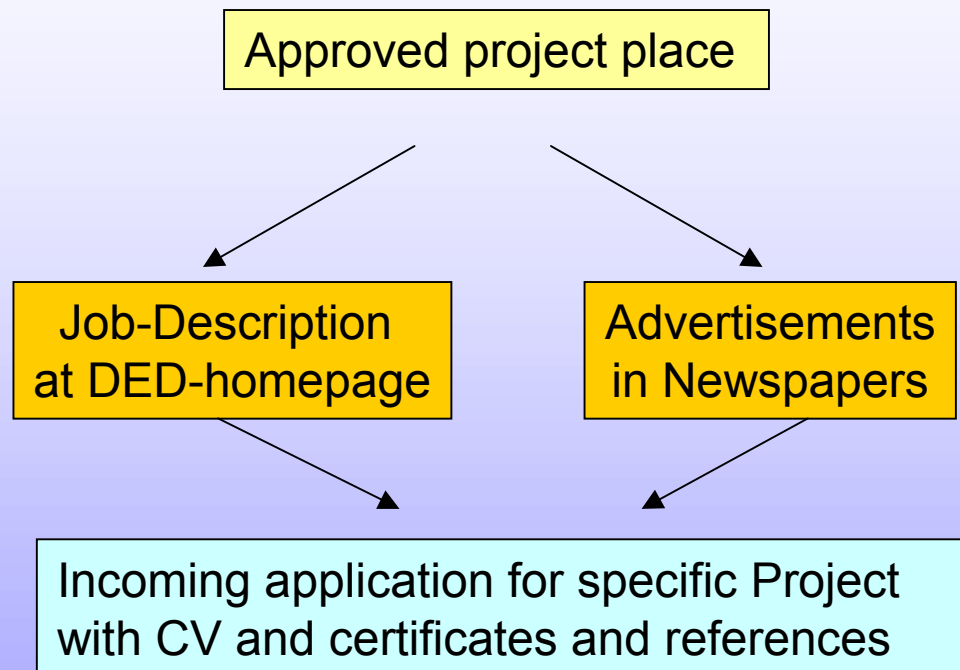 Approved project place
Job-Description
at DED-homepage
Advertisements
in Newspapers
Incoming application for specific Project
with CV and certificates and references